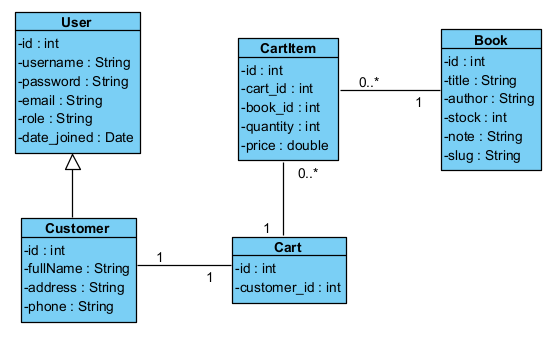 User
-id : int
-username : String
-password : String
-email : String
-role : String
-date_joined : Date
CartItem
-id : int
-cart_id : int
-book_id : int
-quantity : int
-price : double
0..*
1
Book
-id : int
-title : String
-author : String
-stock : int
-note : String
-slug : String
0..*
1
Customer
-id : int
-fullName : String
-address : String
-phone : String
1
1
Cart
-id : int
-customer_id : int